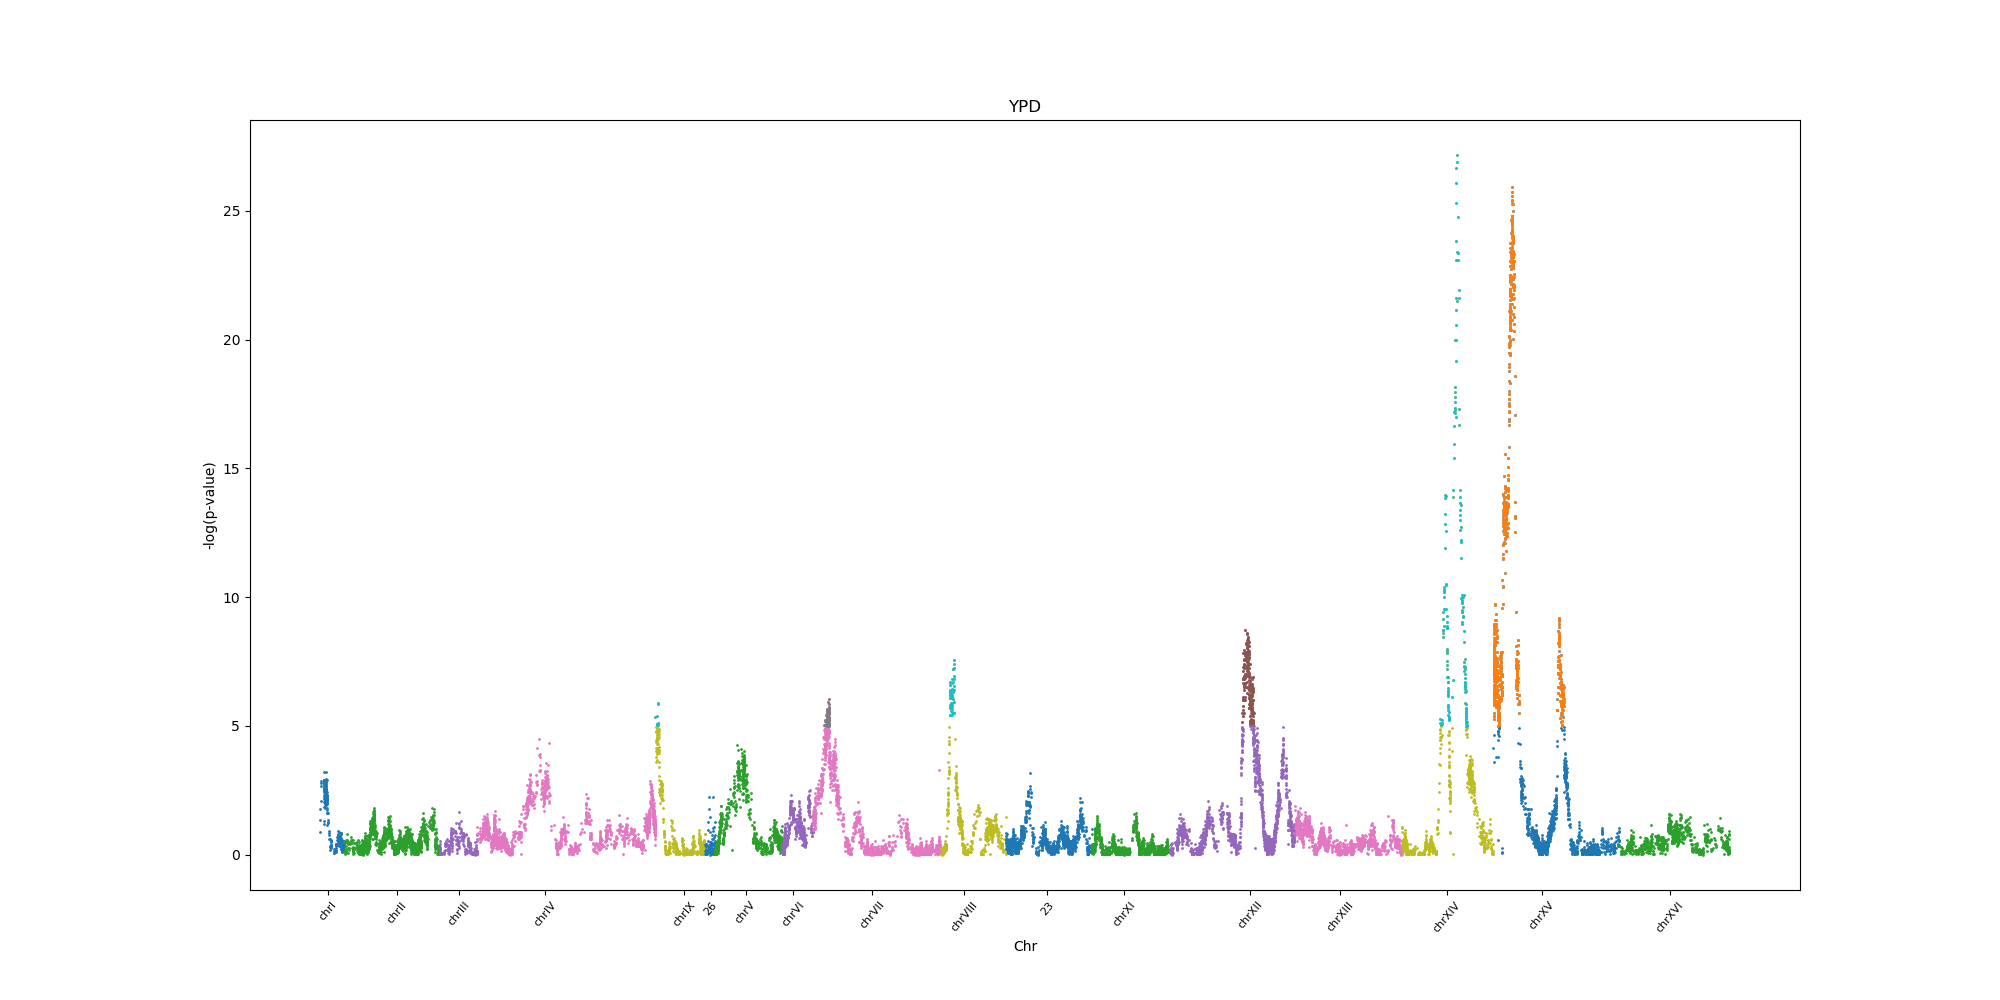 YPD
-log(p-value)
25
20
15
10
5
0
chrI
chrII
chrIII
chrIV
chrIX
26
chrV
chrVI
chrVII
chrVIII
23
chrXI
chrXII
chrXIII
chrXIV
chrXV
chrXVI
Chr